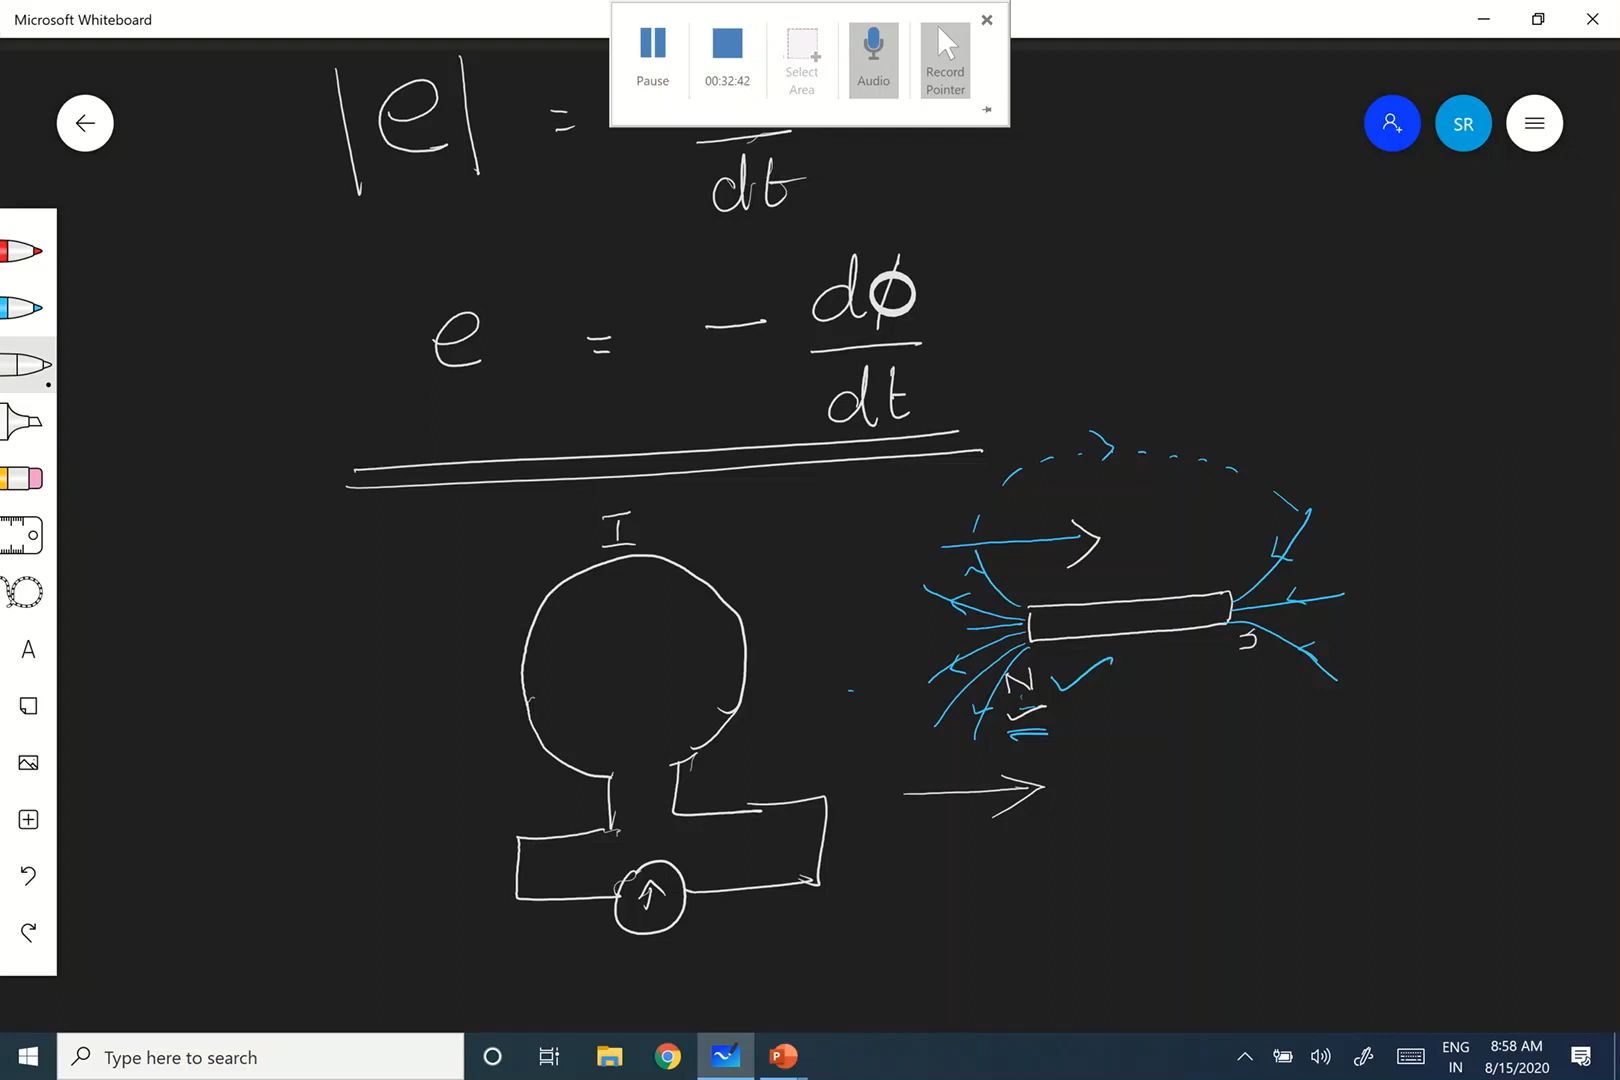 Microsoft Whiteboard
Pause
00:32:42
Select Area
Audio
Record Pointer
SR
|e| =
dt
e = - dφ
dt
I
A
S
N
Type here to search
ENG
IN
8:58 AM
8/15/2020